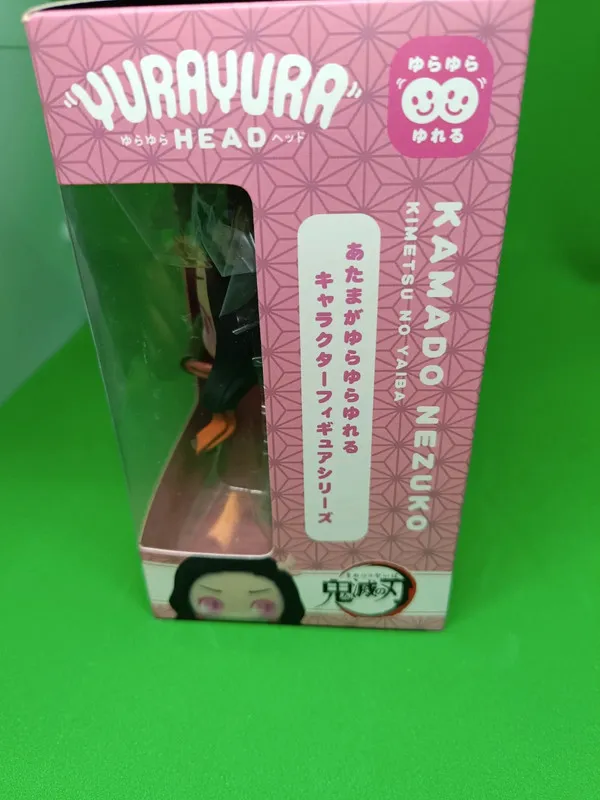 YURAYURA
ゆらゆら HEAD ヘッド
ゆらゆら
ゆれる
KAMADO NEZUKO
KIMETSU NO YAIBA
あたまがゆらゆらゆれる
キャラクターフィギュアシリーズ
鬼滅の刃